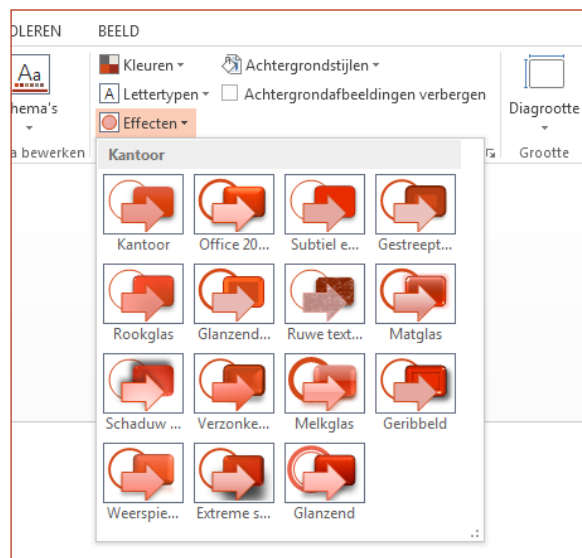 OLEREN BEELD
Aa Kleuren Achtergrondstijlen
hema's A Lettertypen Achtergrondafbeeldingen verbergen Diagrootte
Effecten
a bewerken Grootte
Kantoor
Kantoor Office 20... Subtiel e... Gestreept...
Rookglas Glanzend... Ruwe text... Matglas
Schaduw ... Verzonke... Melkglas Geribbeld
Weerspie... Extreme s... Glanzend